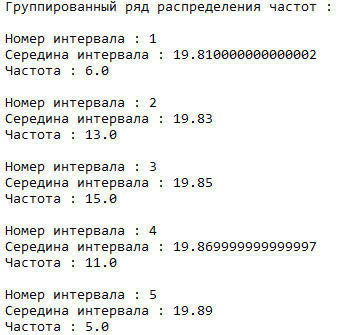 Группированный ряд распределения частот :
Номер интервала : 1
Середина интервала : 19.810000000000002
Частота : 6.0
Номер интервала : 2
Середина интервала : 19.83
Частота : 13.0
Номер интервала : 3
Середина интервала : 19.85
Частота : 15.0
Номер интервала : 4
Середина интервала : 19.869999999999997
Частота : 11.0
Номер интервала : 5
Середина интервала : 19.89
Частота : 5.0